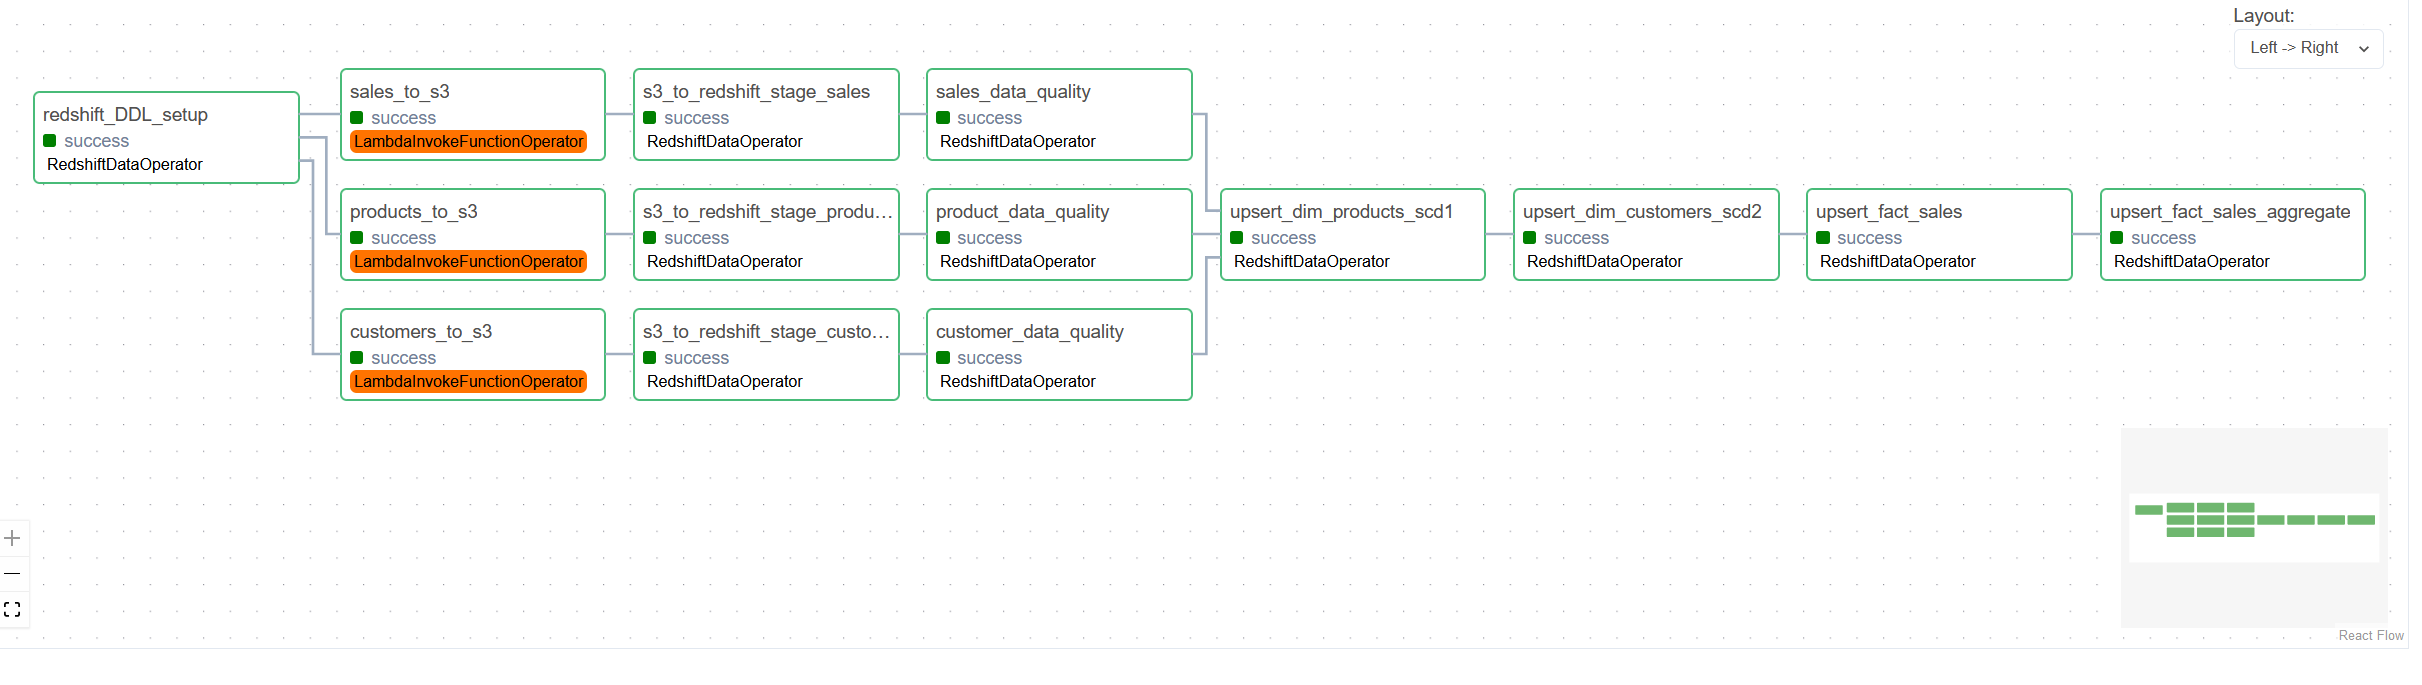 Layout:
Left -> Right
redshift_DDL_setup
success
RedshiftDataOperator
sales_to_s3
success
LambdaInvokeFunctionOperator
s3_to_redshift_stage_sales
success
RedshiftDataOperator
sales_data_quality
success
RedshiftDataOperator
products_to_s3
success
LambdaInvokeFunctionOperator
s3_to_redshift_stage_produ...
success
RedshiftDataOperator
product_data_quality
success
RedshiftDataOperator
upsert_dim_products_scd1
success
RedshiftDataOperator
upsert_dim_customers_scd2
success
RedshiftDataOperator
upsert_fact_sales
success
RedshiftDataOperator
upsert_fact_sales_aggregate
success
RedshiftDataOperator
customers_to_s3
success
LambdaInvokeFunctionOperator
s3_to_redshift_stage_custo...
success
RedshiftDataOperator
customer_data_quality
success
RedshiftDataOperator
React Flow